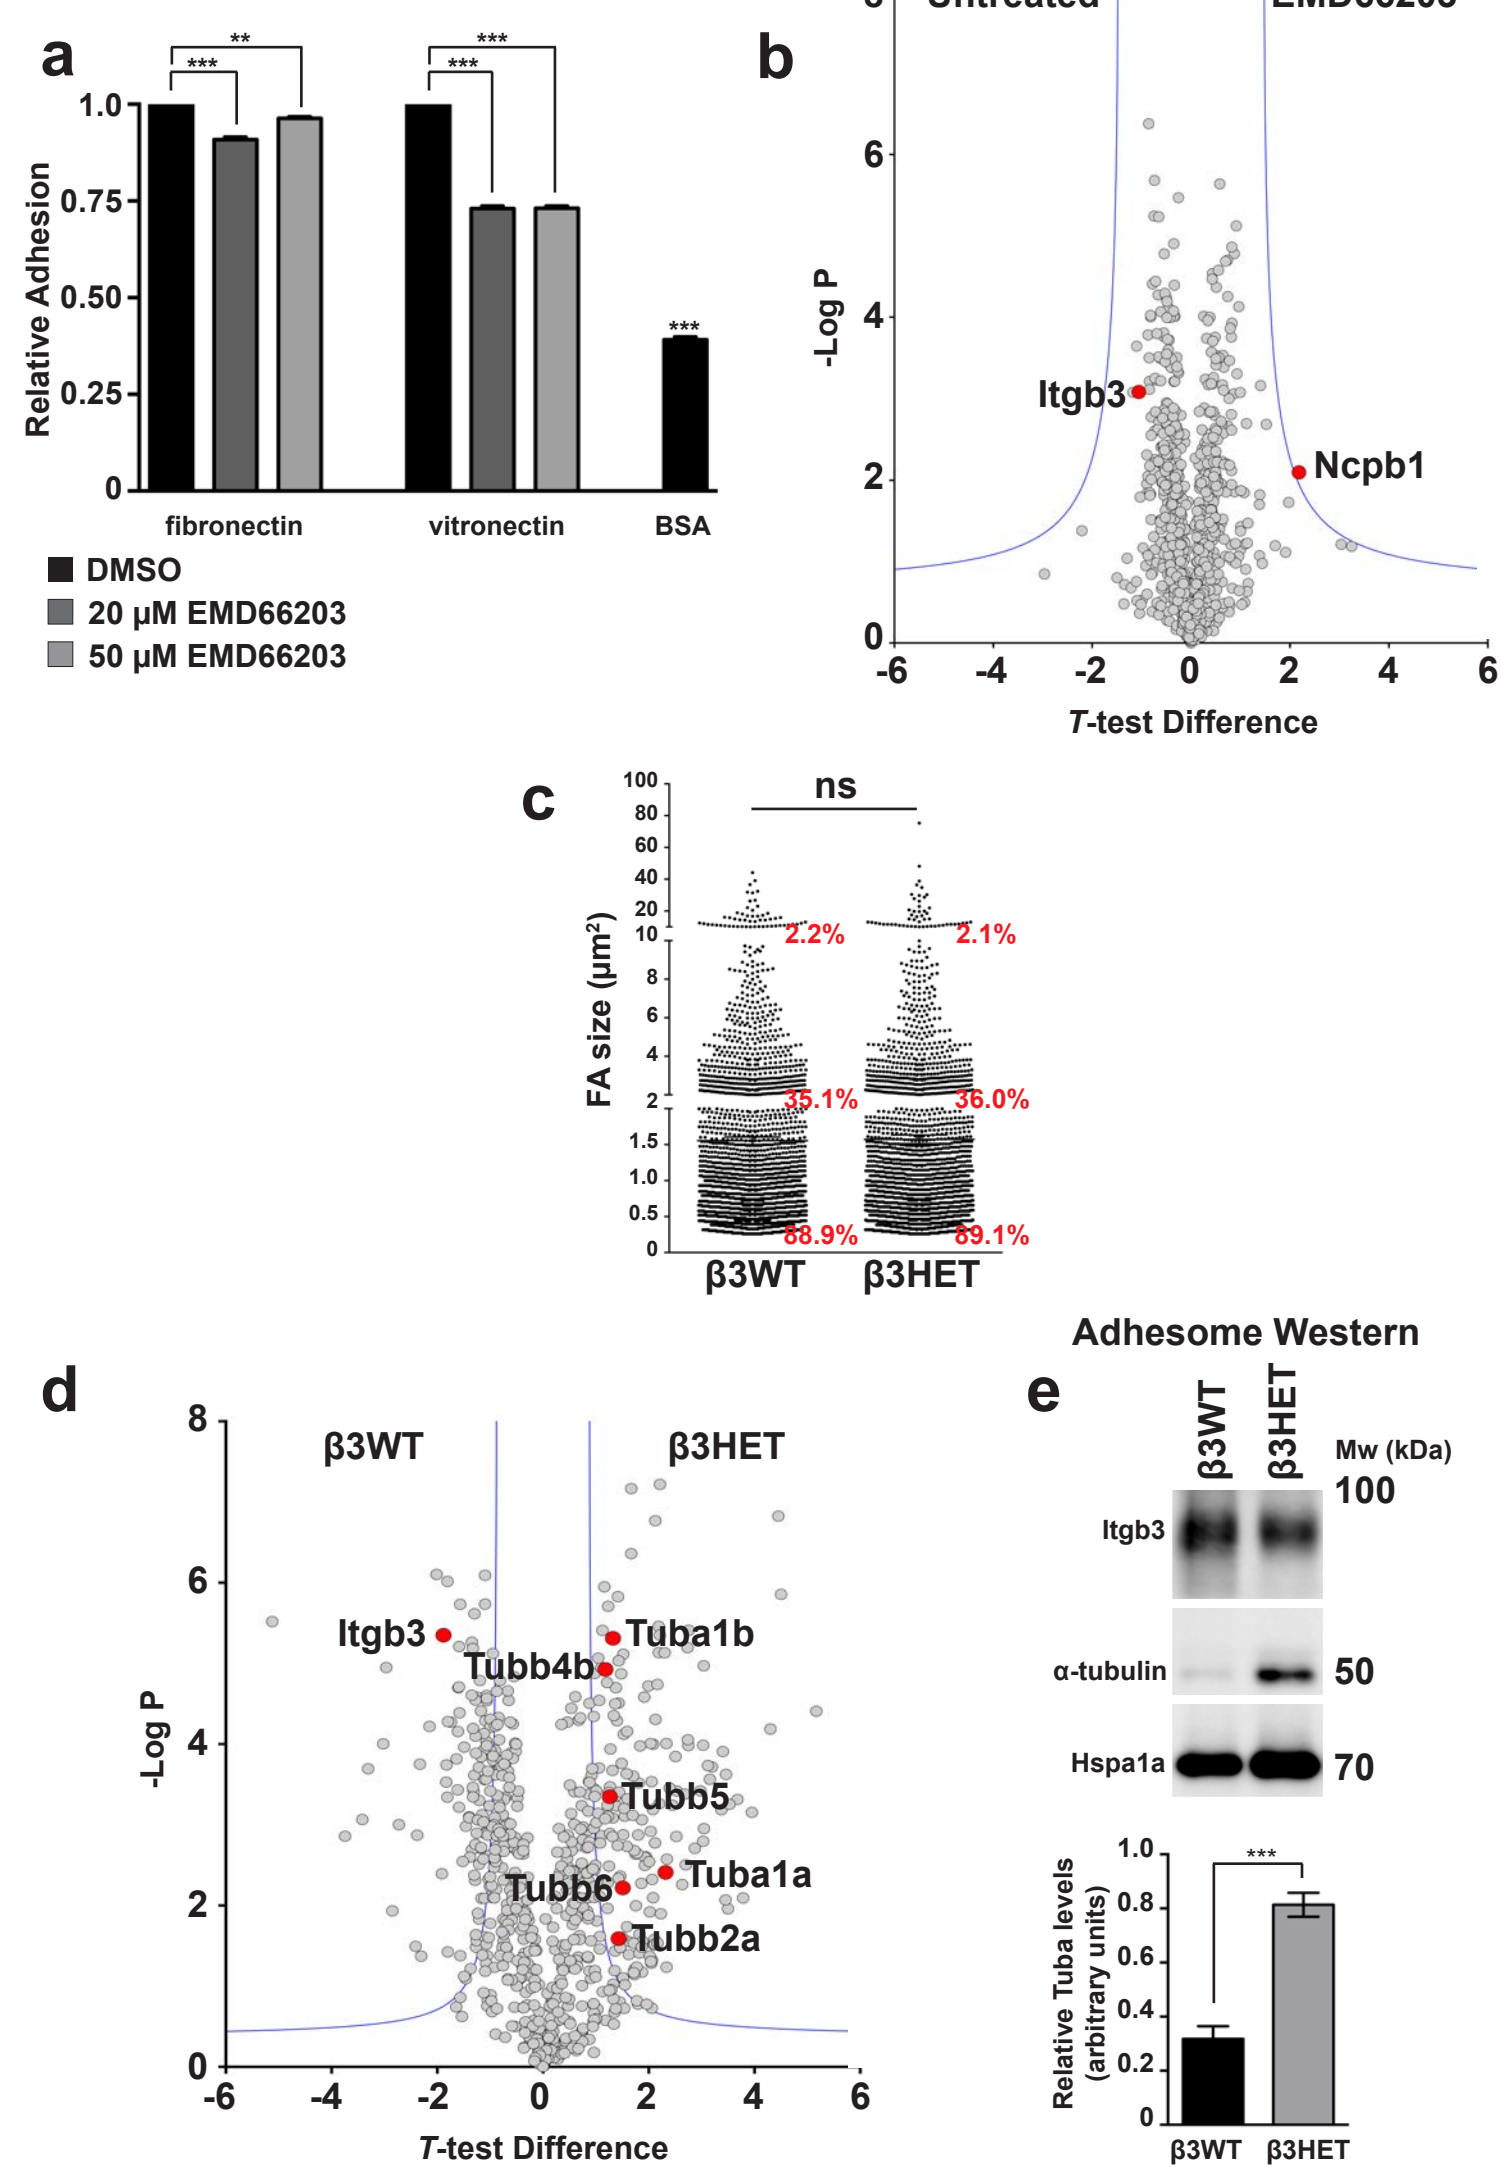 a
**
***
***
***
***
1.0
0.75
0.50
0.25
0
Relative Adhesion
fibronectin
vitronectin
BSA
DMSO
20 µM EMD66203
50 µM EMD66203
b
Untreated
EMD66203
8
6
4
2
0
-Log P
Itgb3
Ncpb1
-6
-4
-2
0
2
4
6
T-test Difference
c
ns
100
80
60
40
20
10
8
6
4
2
1.5
1.0
0.5
0
FA size (µm2)
2.2%
2.1%
35.1%
36.0%
88.9%
89.1%
β3WT
β3HET
d
β3WT
β3HET
8
6
4
2
0
-Log P
Itgb3
Tuba1b
Tubb4b
Tubb5
Tuba1a
Tubb6
Tubb2a
-6
-4
-2
0
2
4
6
T-test Difference
Adhesome Western
e
β3WT
β3HET
Mw (kDa)
100
Itgb3
α-tubulin
50
Hspa1a
70
***
1.0
0.8
0.6
0.4
0.2
0
Relative Tuba levels
(arbitrary units)
β3WT
β3HET